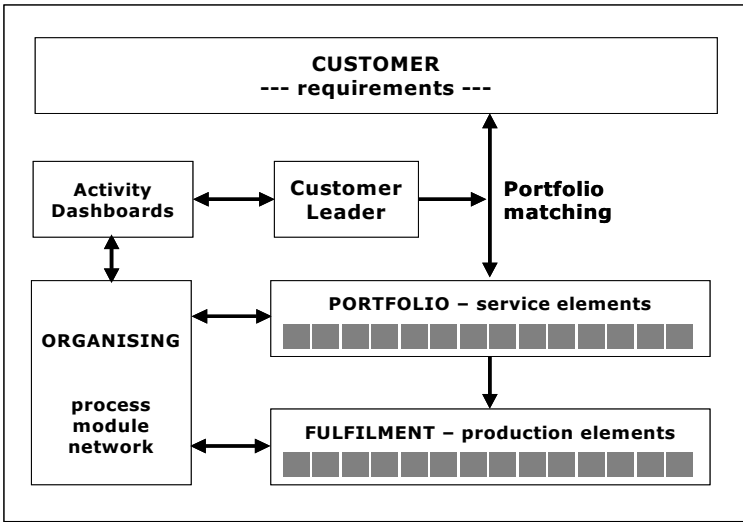 CUSTOMER
--- requirements ---
Activity
Dashboards
Customer
Leader
Portfolio
matching
ORGANISING
process
module
network
PORTFOLIO – service elements
FULFILMENT – production elements